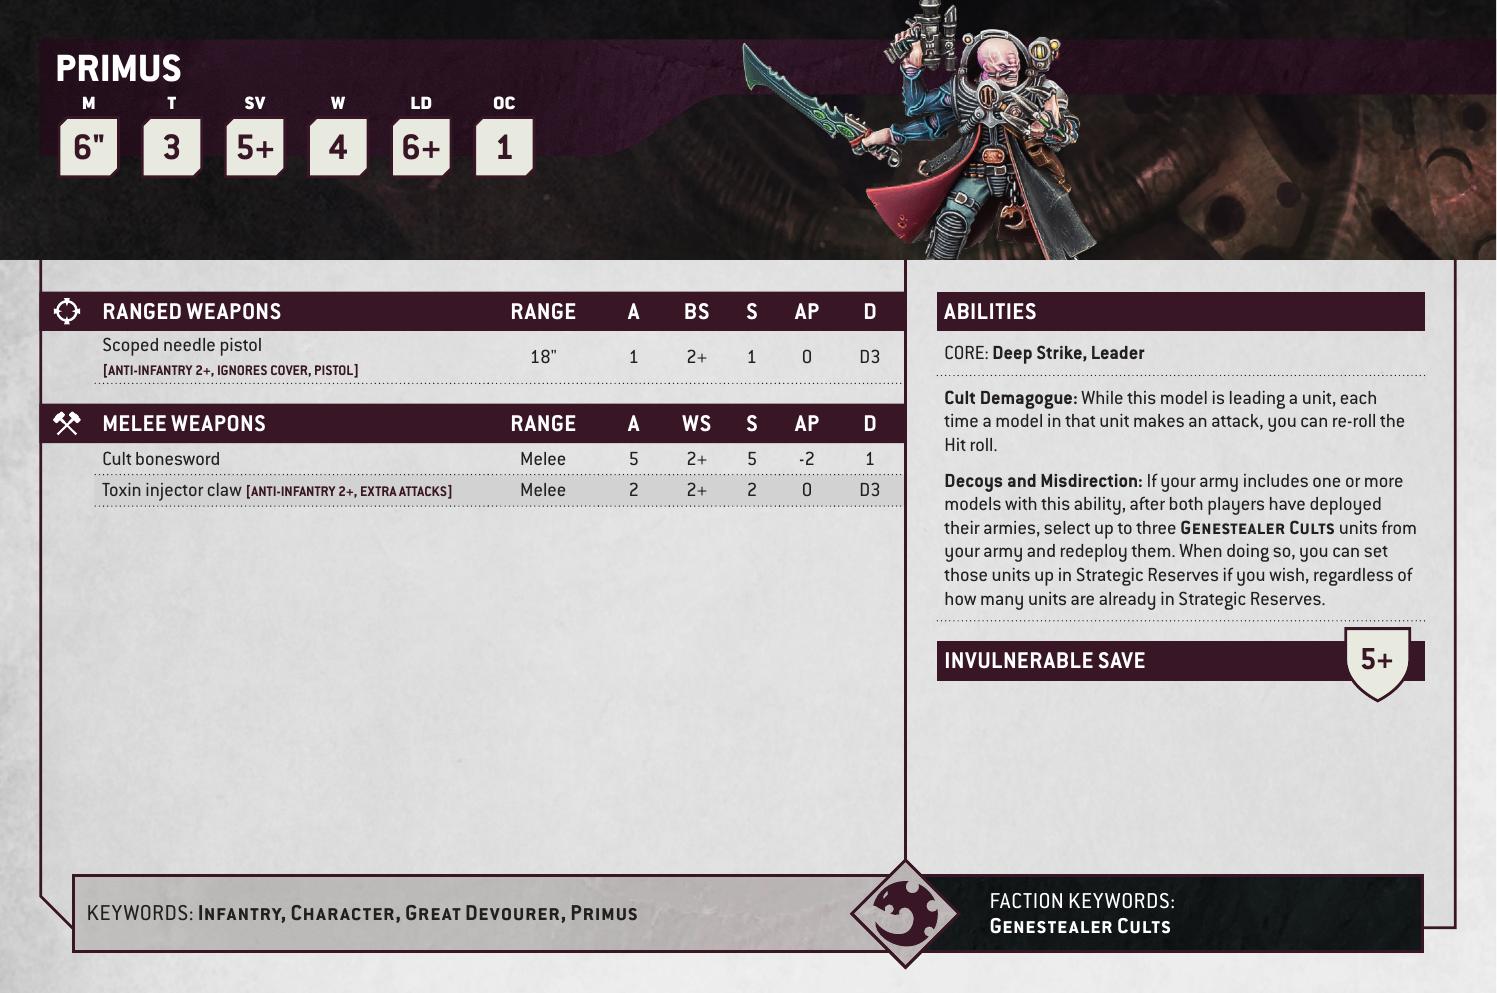 PRIMUS
M T SV W LD OC
6" 3 5+ 4 6+ 1
RANGED WEAPONS RANGE A BS S AP D
Scoped needle pistol
[ANTI-INFANTRY 2+, IGNORES COVER, PISTOL] 18" 1 2+ 1 0 D3
MELEE WEAPONS RANGE A WS S AP D
Cult bonesword Melee 5 2+ 5 -2 1
Toxin injector claw [ANTI-INFANTRY 2+, EXTRA ATTACKS] Melee 2 2+ 2 0 D3
ABILITIES
CORE: Deep Strike, Leader
Cult Demagogue: While this model is leading a unit, each
time a model in that unit makes an attack, you can re-roll the
Hit roll.
Decoys and Misdirection: If your army includes one or more
models with this ability, after both players have deployed
their armies, select up to three GENESTEALER CULTS units from
your army and redeploy them. When doing so, you can set
those units up in Strategic Reserves if you wish, regardless of
how many units are already in Strategic Reserves.
INVULNERABLE SAVE 5+
KEYWORDS: INFANTRY, CHARACTER, GREAT DEVOURER, PRIMUS
FACTION KEYWORDS:
GENESTEALER CULTS